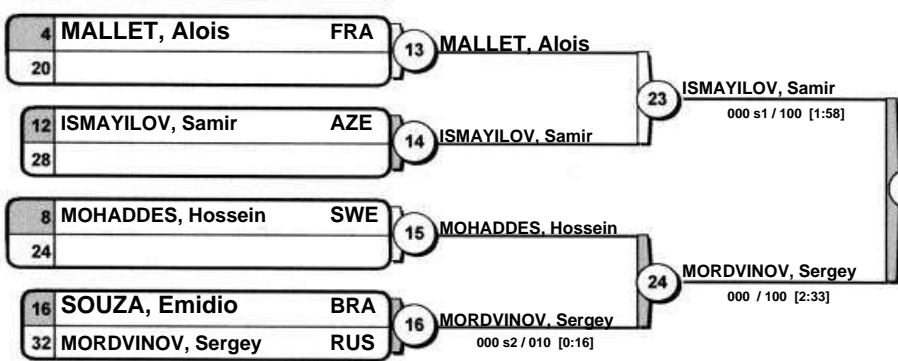 4 MALLET, Alois FRA
20
13 MALLET, Alois
12 ISMAYILOV, Samir AZE
28
14 ISMAYILOV, Samir
23 ISMAYILOV, Samir
000 s1 / 100 [1:58]
8 MOHADDES, Hossein SWE
24
15 MOHADDES, Hossein
16 SOUZA, Emidio BRA
32 MORDVINOV, Sergey RUS
16 MORDVINOV, Sergey
000 s2 / 010 [0:16]
24 MORDVINOV, Sergey
000 / 100 [2:33]